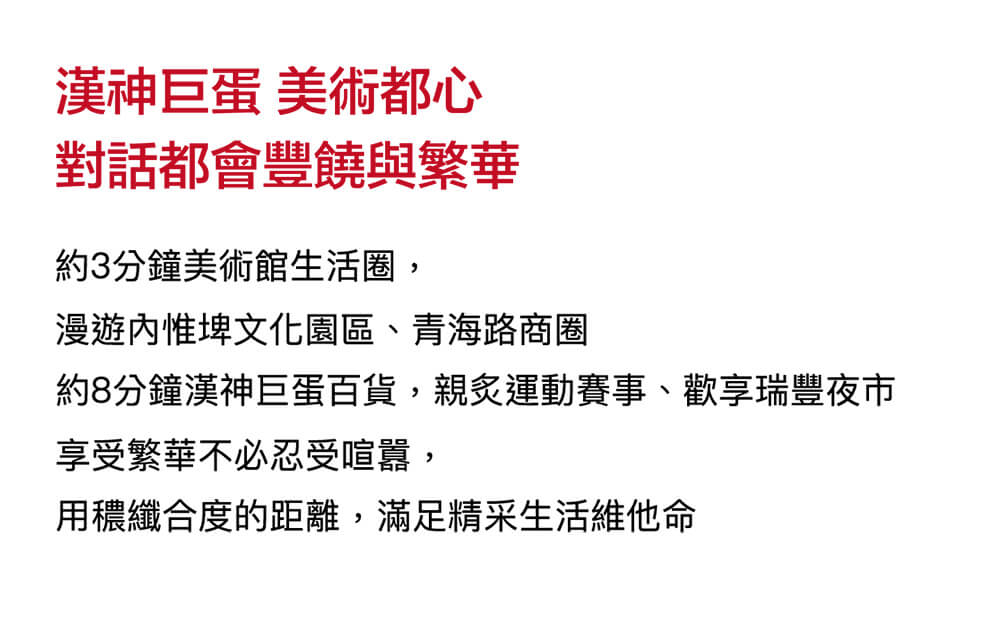 漢神巨蛋 美術都心
對話都會豐饒與繁華
約3分鐘美術館生活圈，
漫遊內惟埤文化園區、青海路商圈
約8分鐘漢神巨蛋百貨，親炙運動賽事、歡享瑞豐夜市
享受繁華不必忍受喧囂，
用穠纖合度的距離，滿足精采生活維他命